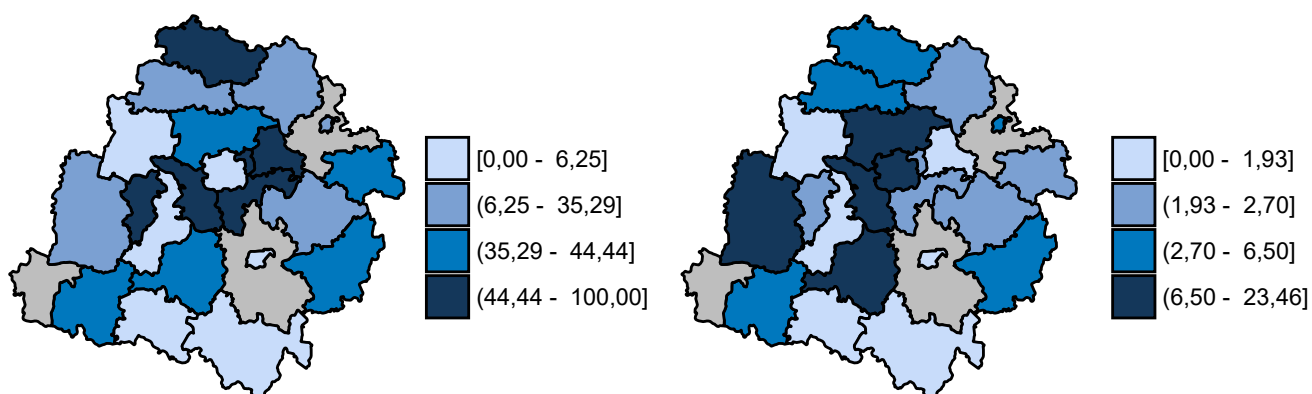 [0,00 - 6,25]
(6,25 - 35,29]
(35,29 - 44,44]
(44,44 - 100,00]
[0,00 - 1,93]
(1,93 - 2,70]
(2,70 - 6,50]
(6,50 - 23,46]